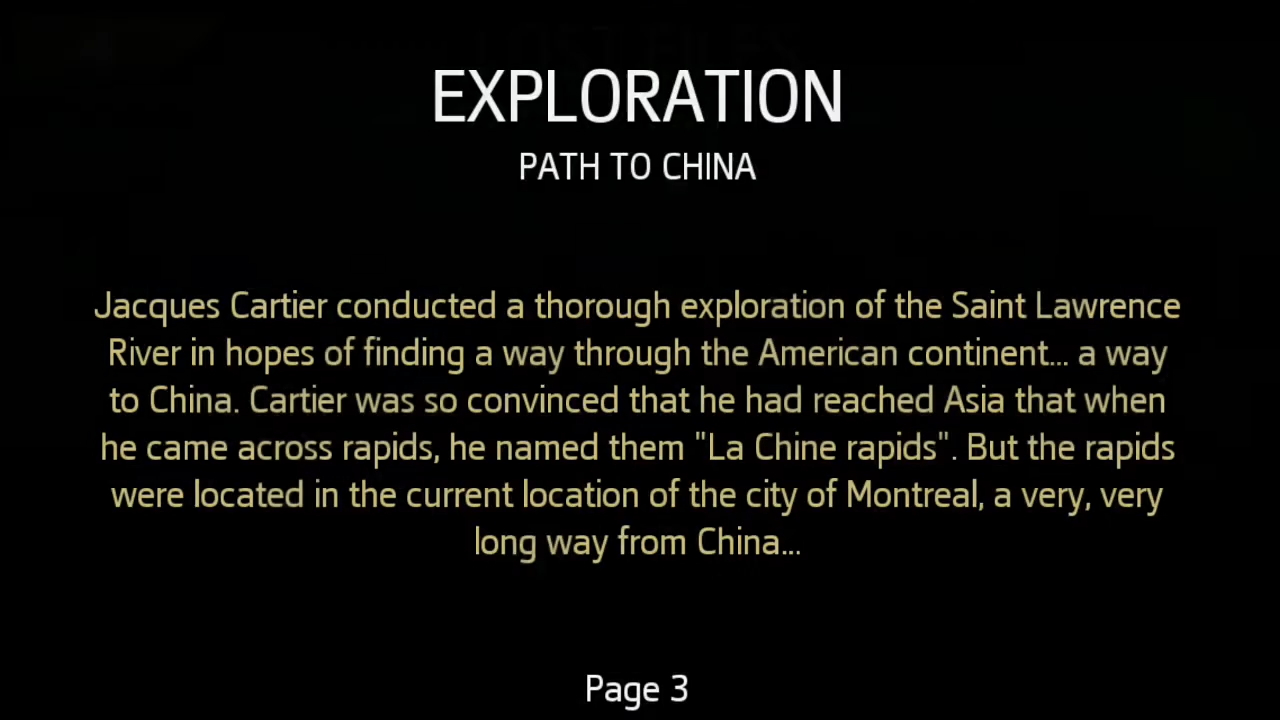 LOST FILES
EXPLORATION
PATH TO CHINA
Jacques Cartier conducted a thorough exploration of the Saint Lawrence
River in hopes of finding a way through the American continent... a way
to China. Cartier was so convinced that he had reached Asia that when
he came across rapids, he named them "La Chine rapids". But the rapids
were located in the current location of the city of Montreal, a very, very
long way from China...
Page 3